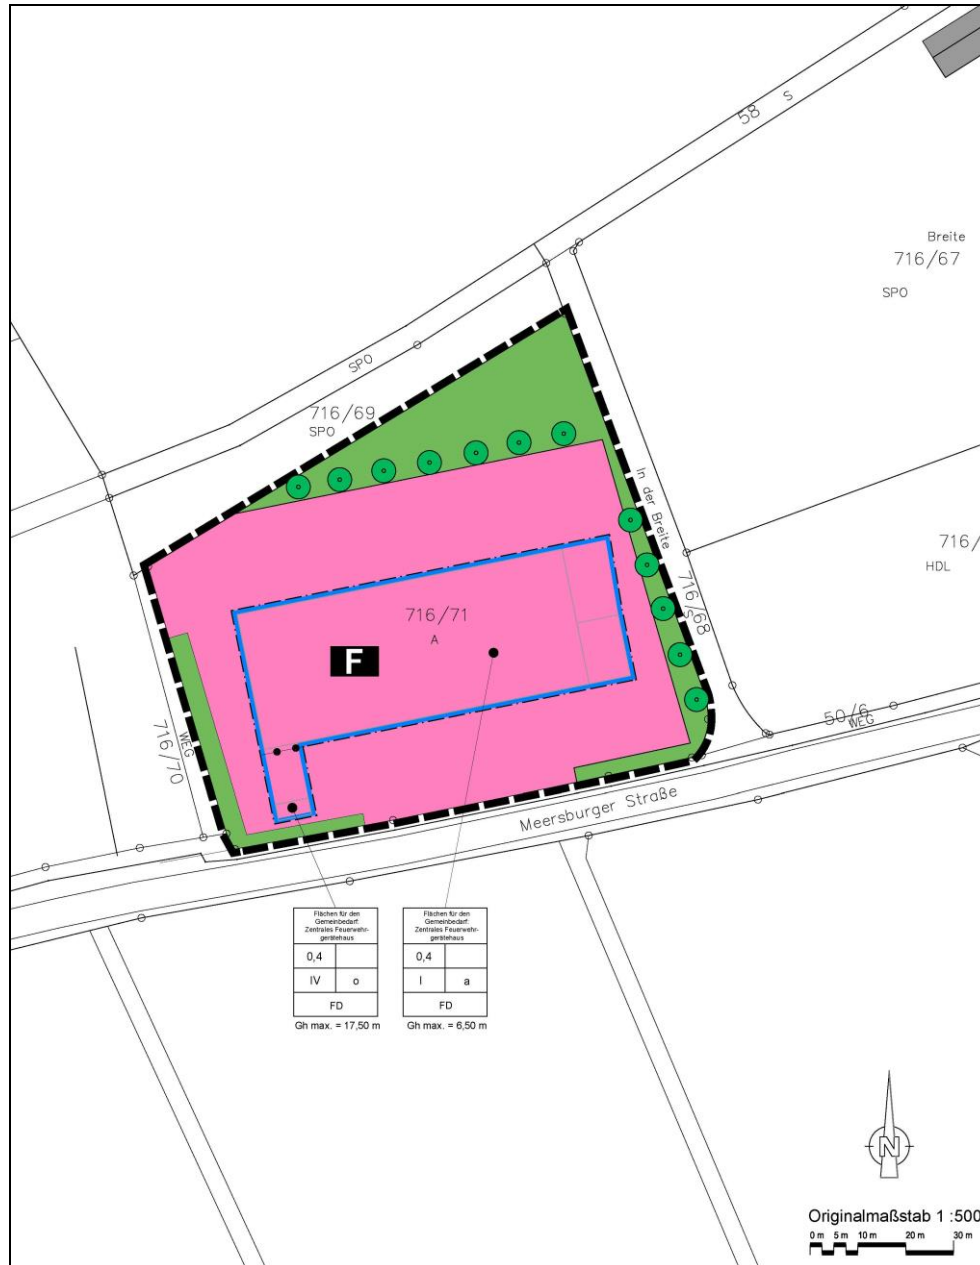 58 S
Breite
716/67
SPO
SPO
716/69
SPO
In der Breite
716/
HDL
716/71
A
F
716/68
S
WEG
716/70
50/6
WEG
Meersburger Straße
Flächen für den
Gemeinbedarf:
Zentrales Feuerwehr-
gerätehaus
0,4
IV o
FD
Gh max. = 17,50 m
Flächen für den
Gemeinbedarf:
Zentrales Feuerwehr-
gerätehaus
0,4
I a
FD
Gh max. = 6,50 m
N
Originalmaßstab 1 :500
0 m 5 m 10 m 20 m 30 m